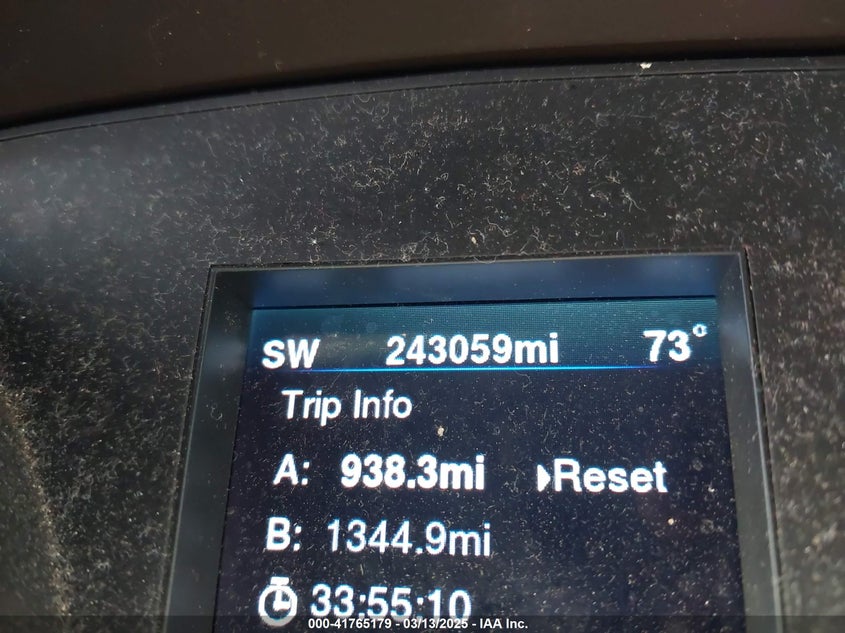 SW 243059mi 73°
Trip Info
A: 938.3mi Reset
B: 1344.9mi
33:55:10
000-41765179 - 03/13/2025 - IAA Inc.